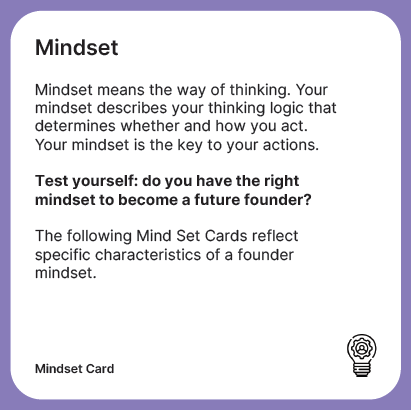 Mindset
Mindset means the way of thinking. Your
mindset describes your thinking logic that
determines whether and how you act.
Your mindset is the key to your actions.
Test yourself: do you have the right
mindset to become a future founder?
The following Mind Set Cards reflect
specific characteristics of a founder
mindset.
Mindset Card